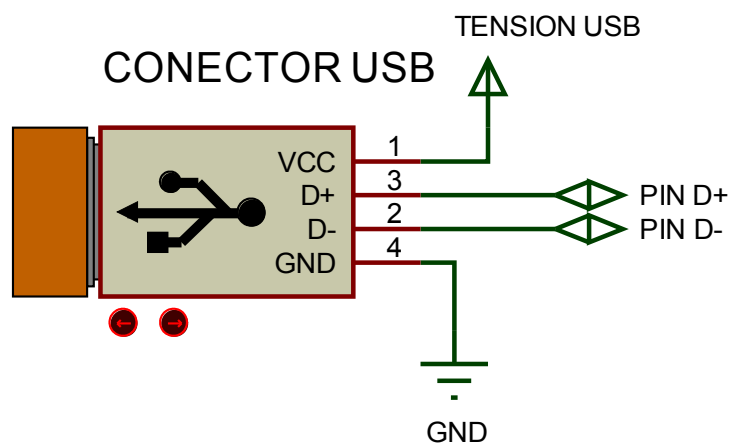 TENSION USB
CONECTOR USB
VCC 1
D+ 3 PIN D+
D- 2 PIN D-
GND 4
GND